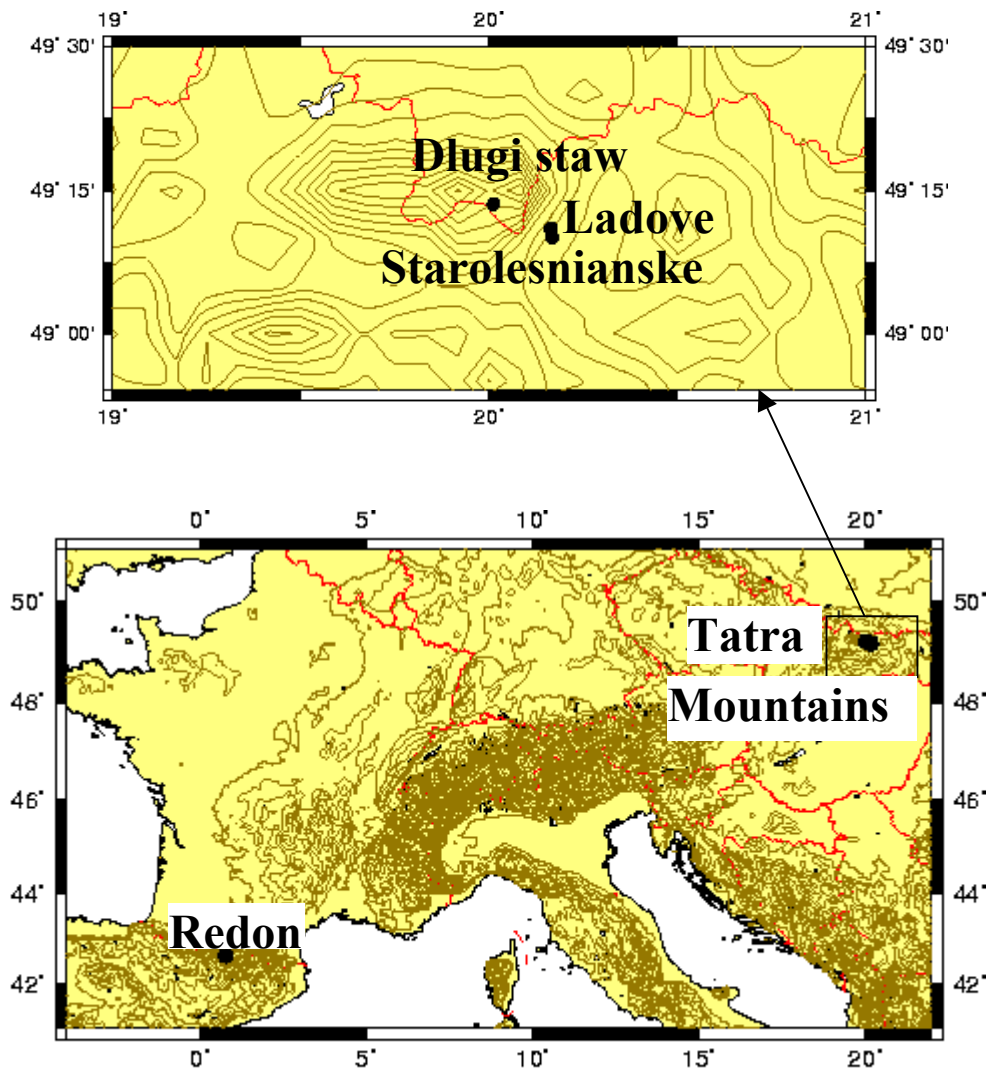 19° 20° 21°
49° 30' 49° 30'
Dlugi staw
49° 15' 49° 15'
Ladove
Starolesnianske
49° 00' 49° 00'
19° 20° 21°
0° 5° 10° 15° 20°
50° 50°
Tatra
48° 48°
Mountains
46° 46°
44° 44°
Redon
42° 42°
0° 5° 10° 15° 20°